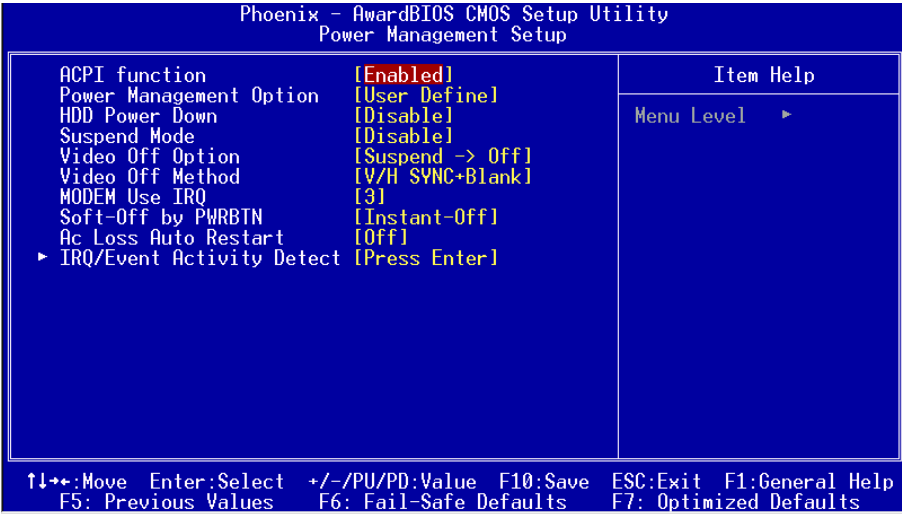 Phoenix - AwardBIOS CMOS Setup Utility
Power Management Setup
ACPI function [Enabled]
Power Management Option [User Define]
HDD Power Down [Disable]
Suspend Mode [Disable]
Video Off Option [Suspend -> Off]
Video Off Method [V/H SYNC+Blank]
MODEM Use IRQ [3]
Soft-Off by PWRBTN [Instant-Off]
Ac Loss Auto Restart [Off]
► IRQ/Event Activity Detect [Press Enter]
Item Help
Menu Level ►
↑↓→←:Move Enter:Select +/-/PU/PD:Value F10:Save ESC:Exit F1:General Help
F5: Previous Values F6: Fail-Safe Defaults F7: Optimized Defaults